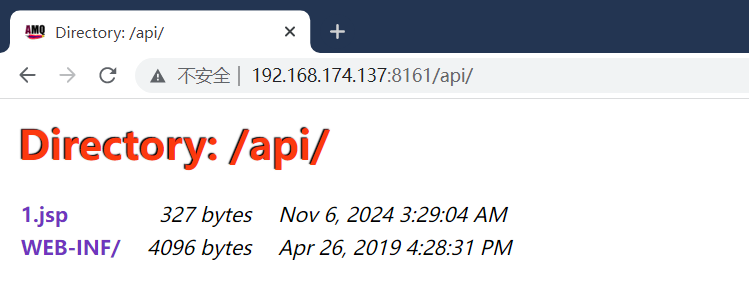 AMQ Directory: /api/
不安全 | 192.168.174.137:8161/api/
Directory: /api/
1.jsp 327 bytes Nov 6, 2024 3:29:04 AM
WEB-INF/ 4096 bytes Apr 26, 2019 4:28:31 PM